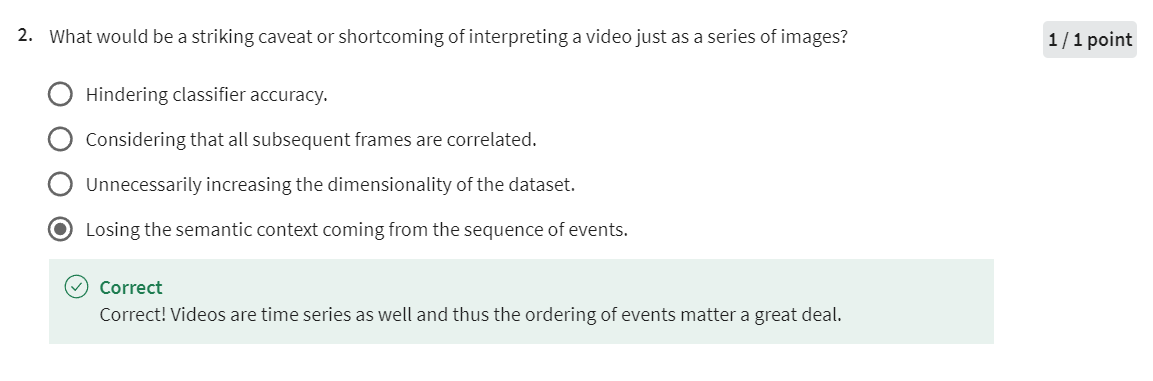 2. What would be a striking caveat or shortcoming of interpreting a video just as a series of images?
1 / 1 point
Hindering classifier accuracy.
Considering that all subsequent frames are correlated.
Unnecessarily increasing the dimensionality of the dataset.
Losing the semantic context coming from the sequence of events.
Correct
Correct! Videos are time series as well and thus the ordering of events matter a great deal.